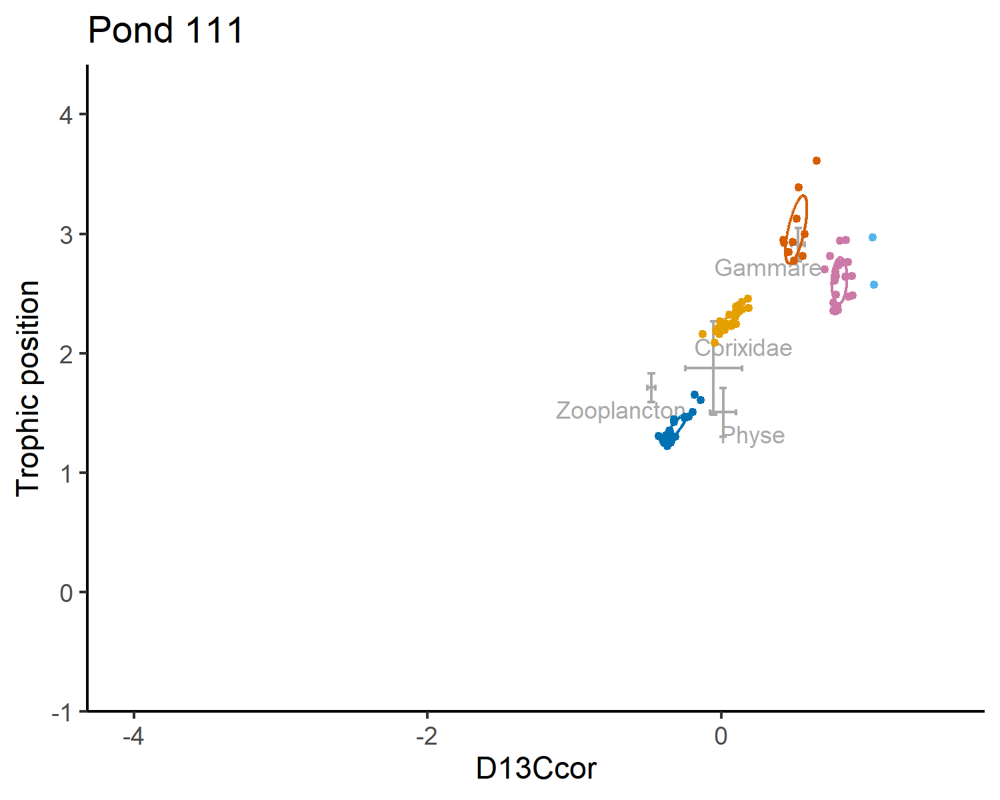 Pond 111
4
3
2
1
0
-1
Trophic position
Gammare
Corixidae
Zooplancton
Physe
-4
-2
0
D13Ccor